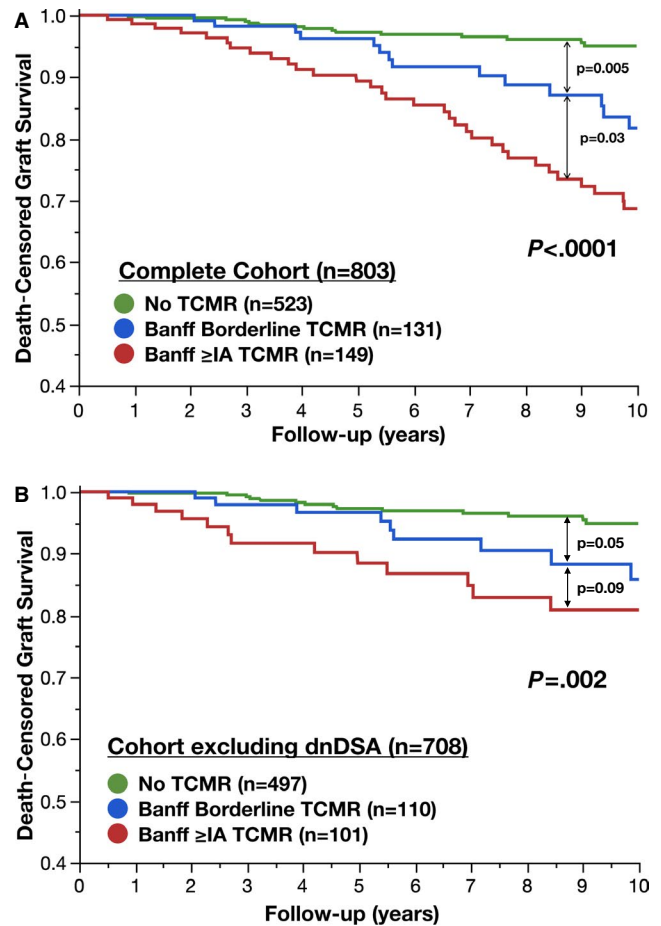 A
1.0
0.9
0.8
0.7
0.6
0.5
0.4
Death-Censored Graft Survival
p=0.005
p=0.03
P<.0001
Complete Cohort (n=803)
No TCMR (n=523)
Banff Borderline TCMR (n=131)
Banff ≥IA TCMR (n=149)
0 1 2 3 4 5 6 7 8 9 10
Follow-up (years)
B
1.0
0.9
0.8
0.7
0.6
0.5
0.4
Death-Censored Graft Survival
p=0.05
p=0.09
P=.002
Cohort excluding dnDSA (n=708)
No TCMR (n=497)
Banff Borderline TCMR (n=110)
Banff ≥IA TCMR (n=101)
0 1 2 3 4 5 6 7 8 9 10
Follow-up (years)